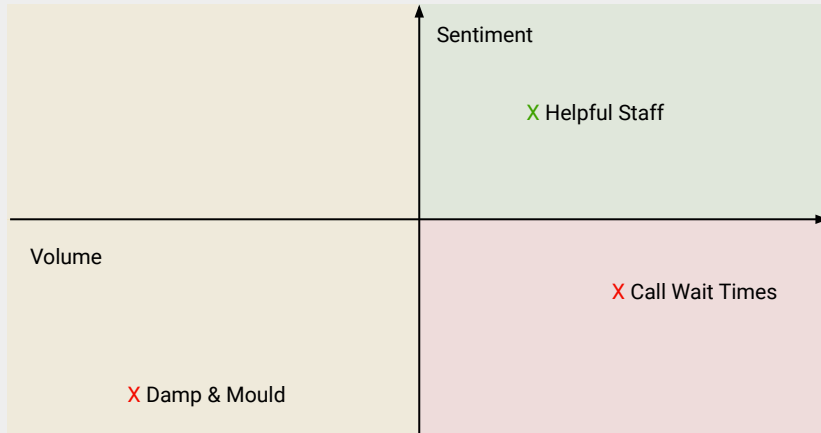 Sentiment
X Helpful Staff
Volume
X Call Wait Times
X Damp & Mould